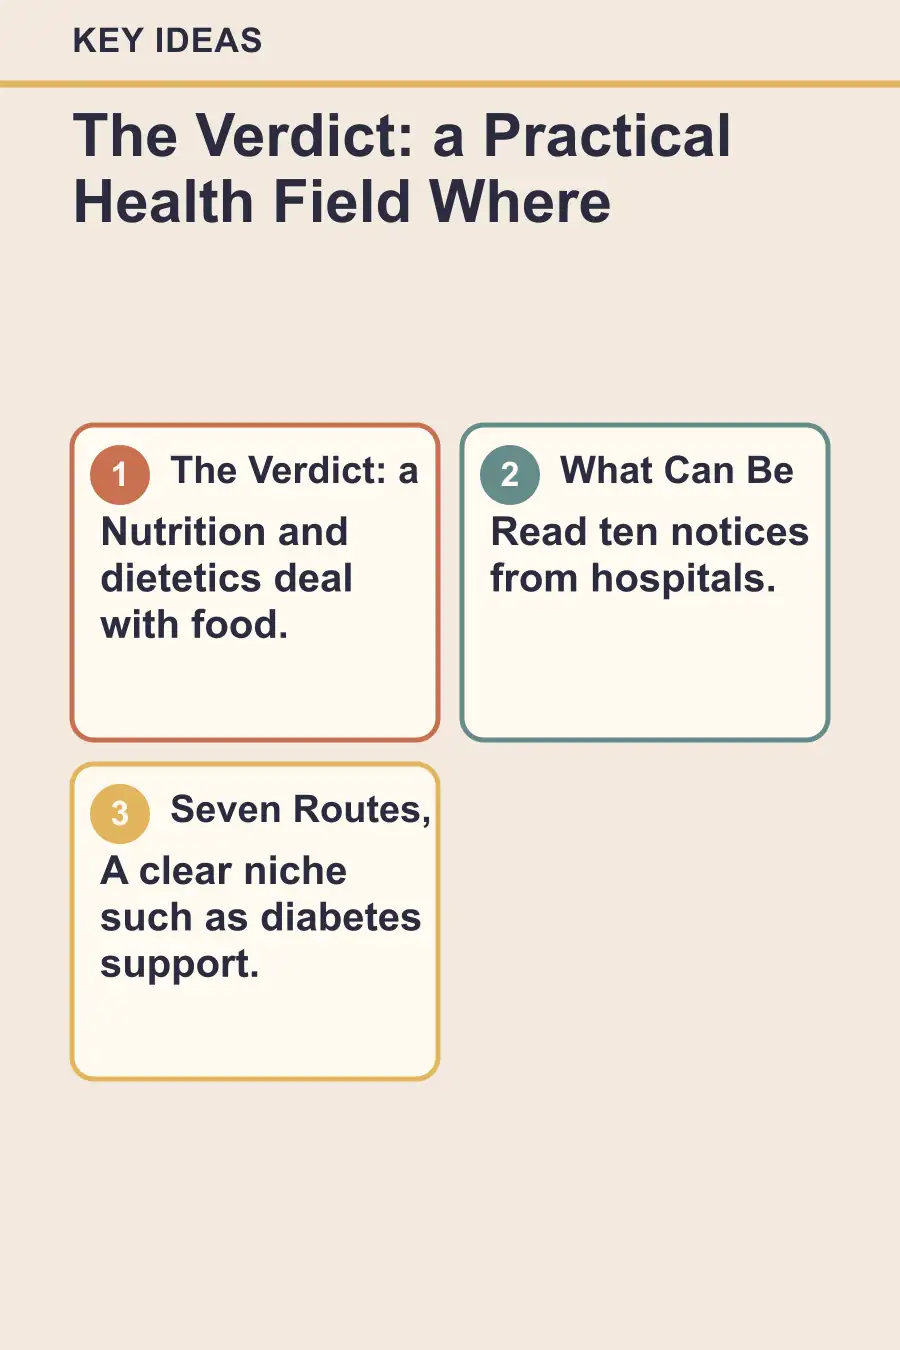 KEY IDEAS
The Verdict: a Practical
Health Field Where
1 The Verdict: a
Nutrition and
dietetics deal
with food.
2 What Can Be
Read ten notices
from hospitals.
3 Seven Routes,
A clear niche
such as diabetes
support.